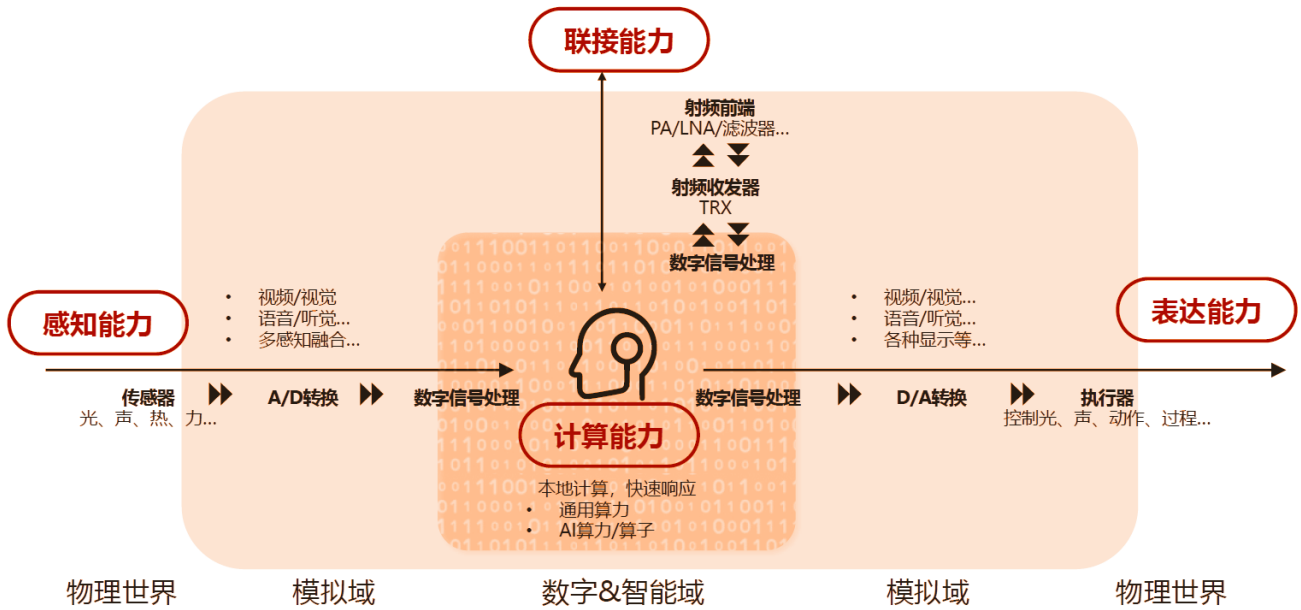 联接能力
射频前端
PA/LNA/滤波器...
射频收发器
TRX
数字信号处理
感知能力
• 视频/视觉
• 语音/听觉...
• 多感知融合...
传感器
光、声、热、力...
A/D转换
数字信号处理
计算能力
本地计算，快速响应
• 通用算力
• AI算力/算子
• 视频/视觉...
• 语音/听觉...
• 各种显示等...
表达能力
数字信号处理
D/A转换
执行器
控制光、声、动作、过程...
物理世界
模拟域
数字&智能域
模拟域
物理世界